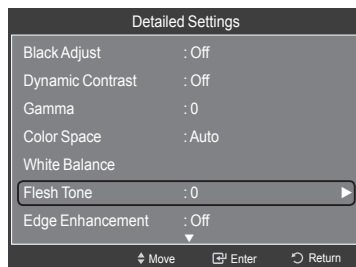 Detailed Settings
Black Adjust : Off
Dynamic Contrast : Off
Gamma : 0
Color Space : Auto
White Balance
Flesh Tone : 0
Edge Enhancement : Off
Move Enter Return